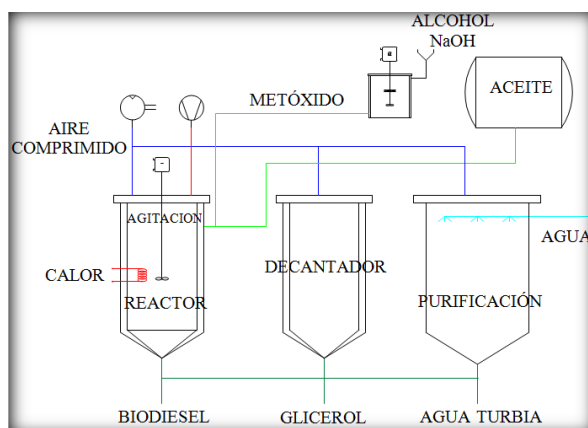 ALCOHOL
NaOH
METÓXIDO
ACEITE
AIRE
COMPRIMIDO
AGITACION
AGUA
CALOR
DECANTADOR
REACTOR
PURIFICACIÓN
BIODIESEL
GLICEROL
AGUA TURBIA